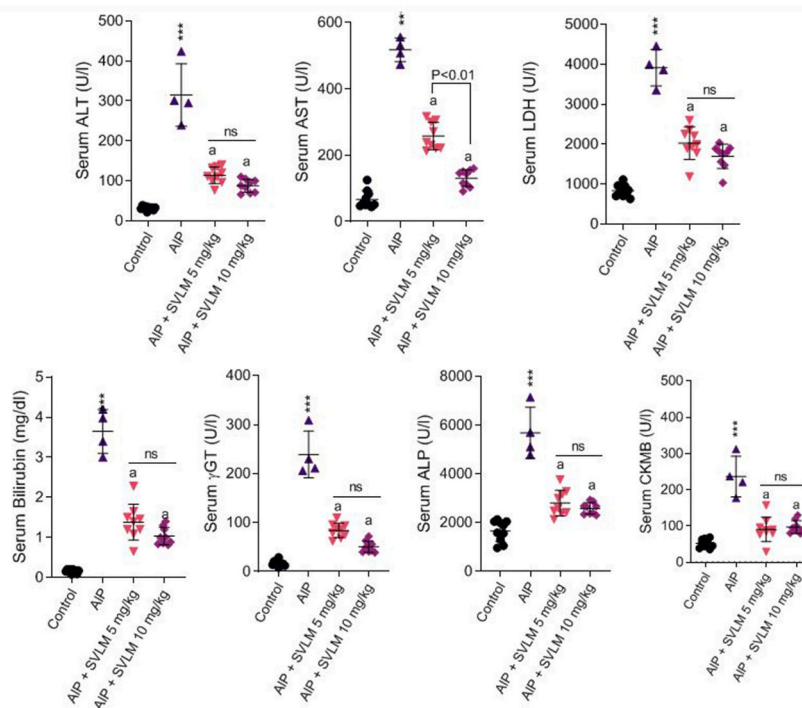 Serum ALT (U/l)
500
400
300
200
100
0
***
a
a
ns
Control
AIP
AIP + SVLM 5 mg/kg
AIP + SVLM 10 mg/kg
Serum AST (U/l)
600
400
200
0
**
a
a
P<0.01
Control
AIP
AIP + SVLM 5 mg/kg
AIP + SVLM 10 mg/kg
Serum LDH (U/l)
5000
4000
3000
2000
1000
0
***
a
a
ns
Control
AIP
AIP + SVLM 5 mg/kg
AIP + SVLM 10 mg/kg
Serum Bilirubin (mg/dl)
5
4
3
2
1
0
***
a
a
ns
Control
AIP
AIP + SVLM 5 mg/kg
AIP + SVLM 10 mg/kg
Serum γGT (U/l)
400
300
200
100
0
***
a
a
ns
Control
AIP
AIP + SVLM 5 mg/kg
AIP + SVLM 10 mg/kg
Serum ALP (U/l)
8000
6000
4000
2000
0
***
a
a
ns
Control
AIP
AIP + SVLM 5 mg/kg
AIP + SVLM 10 mg/kg
Serum CKMB (U/l)
500
400
300
200
100
0
***
a
a
ns
Control
AIP
AIP + SVLM 5 mg/kg
AIP + SVLM 10 mg/kg